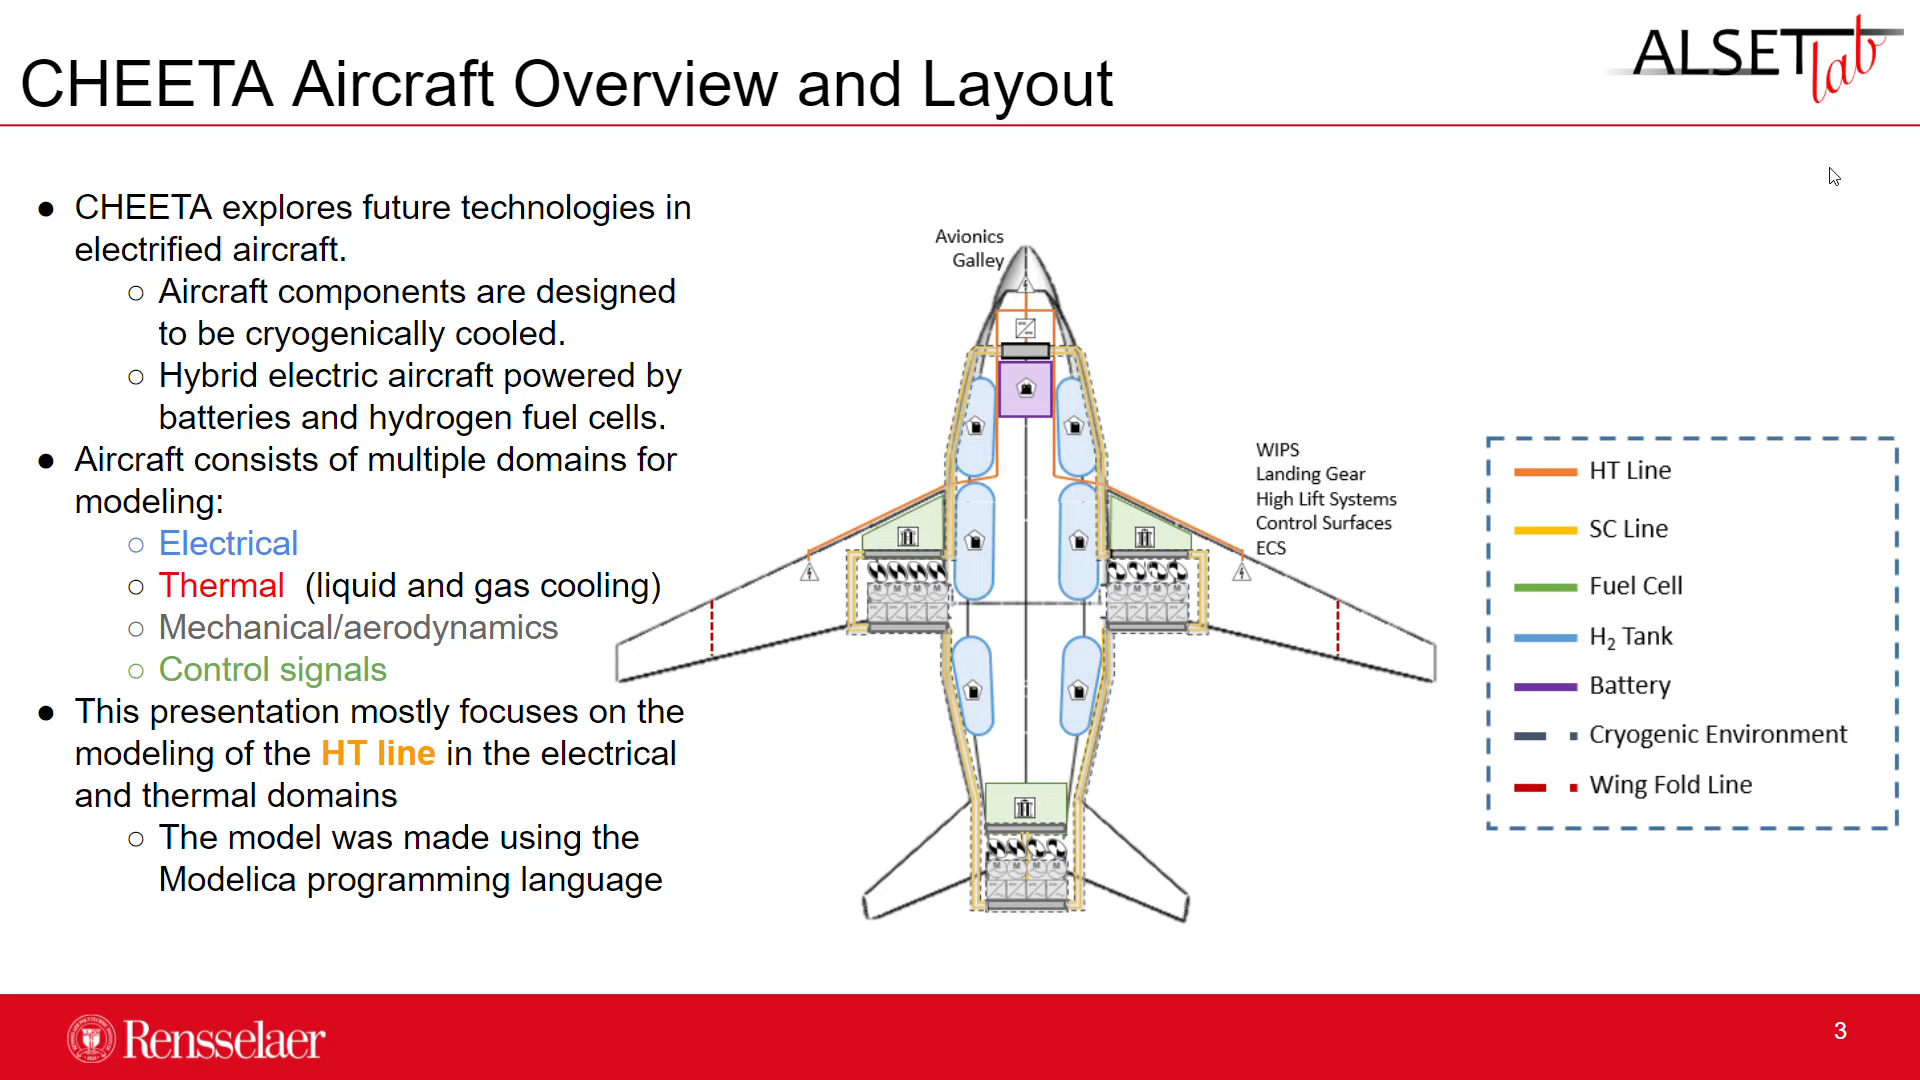 CHEETA Aircraft Overview and Layout
ALSETlab
● CHEETA explores future technologies in
electrified aircraft.
○ Aircraft components are designed
to be cryogenically cooled.
○ Hybrid electric aircraft powered by
batteries and hydrogen fuel cells.
● Aircraft consists of multiple domains for
modeling:
○ Electrical
○ Thermal (liquid and gas cooling)
○ Mechanical/aerodynamics
○ Control signals
● This presentation mostly focuses on the
modeling of the HT line in the electrical
and thermal domains
○ The model was made using the
Modelica programming language
Avionics
Galley
WIPS
Landing Gear
High Lift Systems
Control Surfaces
ECS
M M M M
M M M M
M M M M
HT Line
SC Line
Fuel Cell
H₂ Tank
Battery
Cryogenic Environment
Wing Fold Line
Rensselaer
3